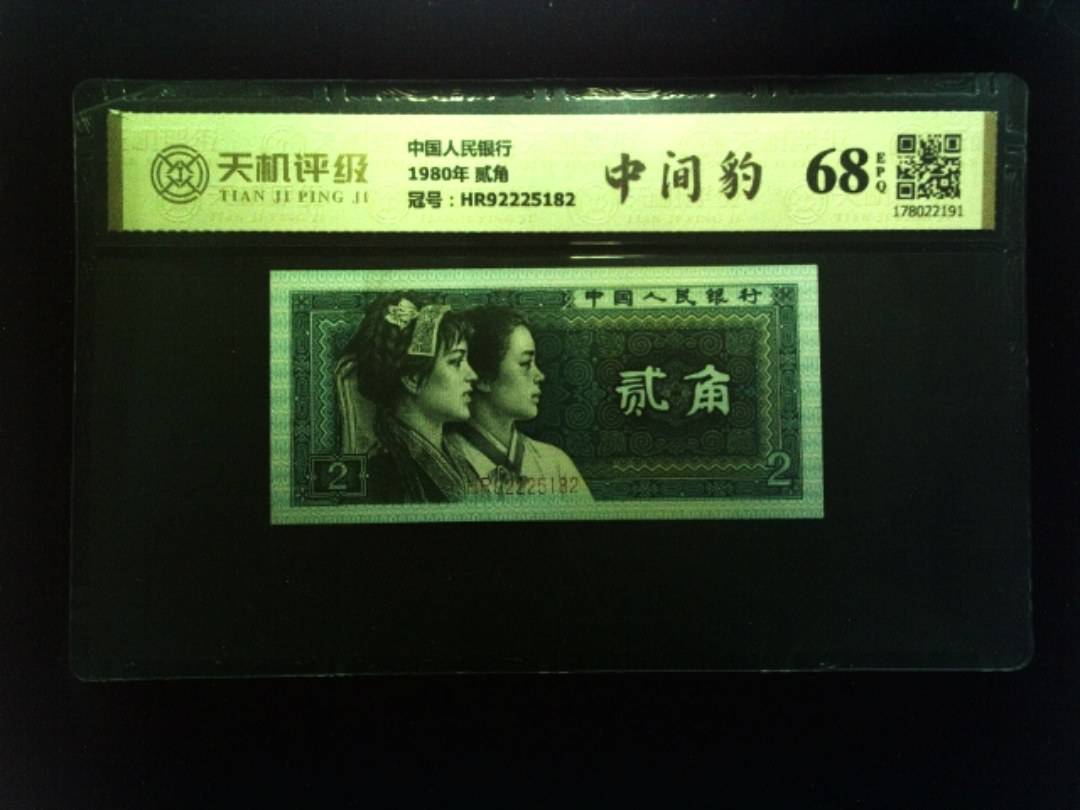 天机评级
TIAN JI PING JI
中国人民银行
1980年 贰角
冠号：HR92225182
中间豹
68
EPQ
178022191
中国人民银行
贰角
2
2
HR92225182